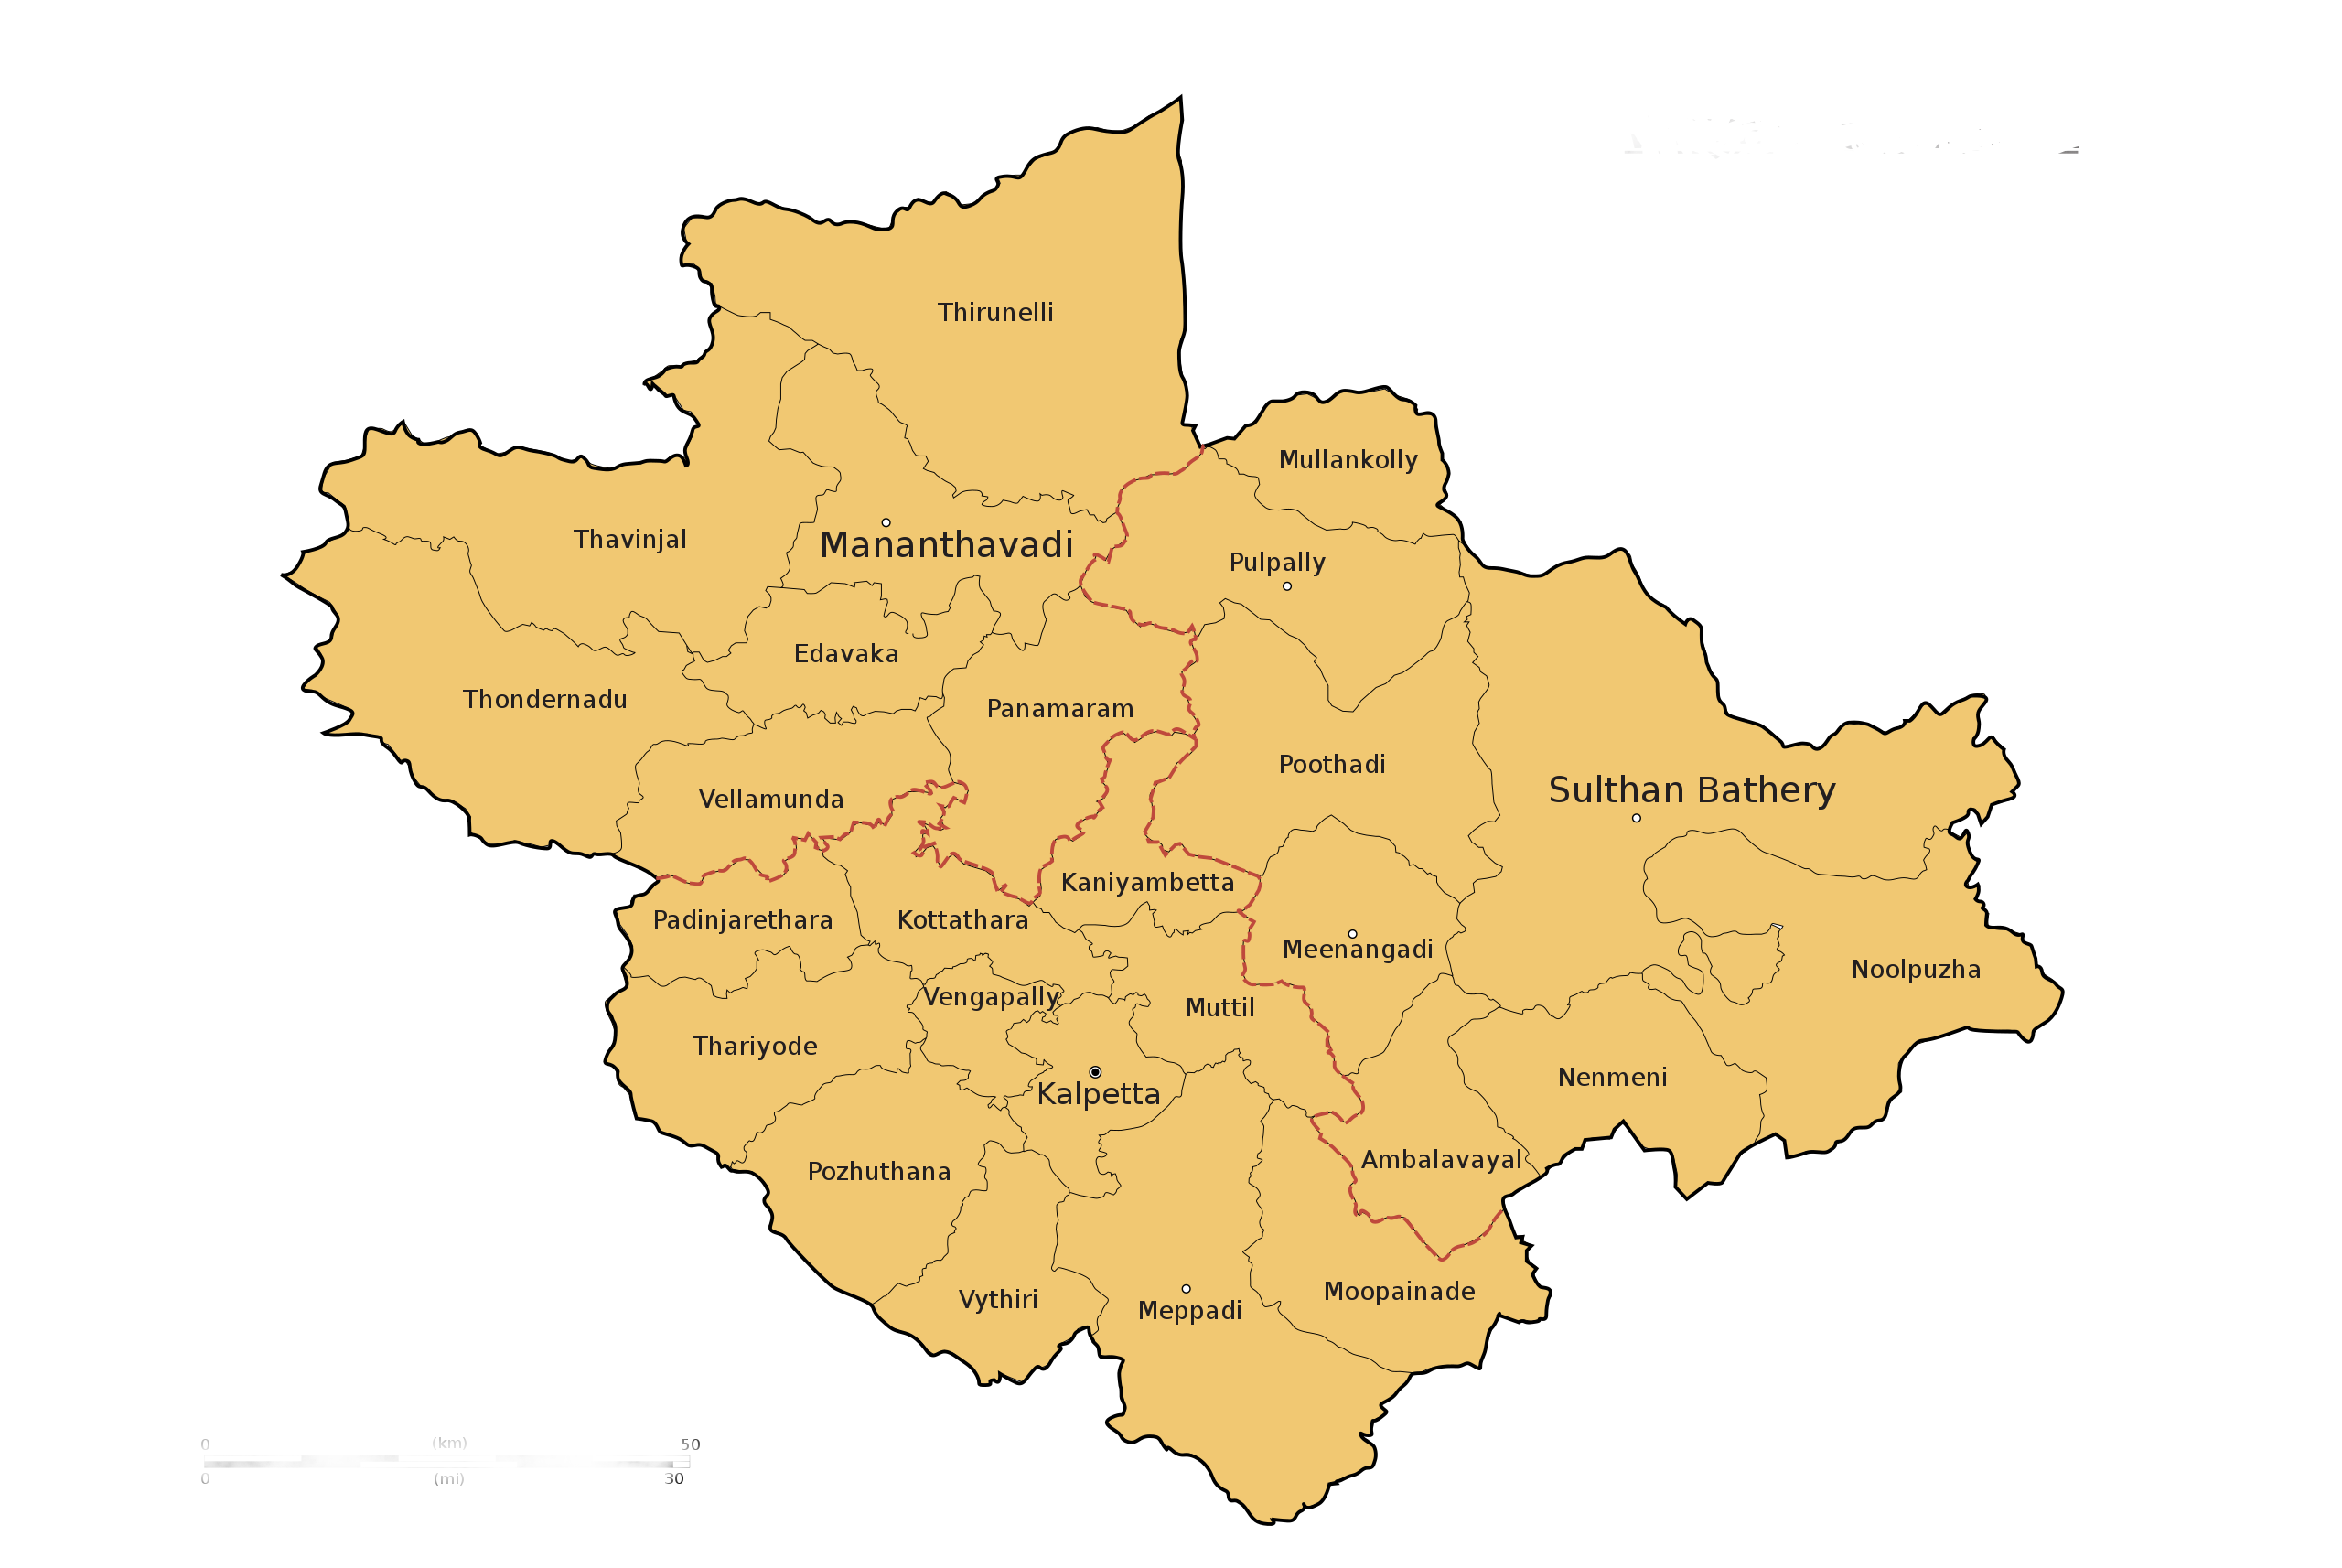 Thirunelli
Mullankolly
Thavinjal
Mananthavadi
Pulpally
Edavaka
Thondernadu
Panamaram
Poothadi
Vellamunda
Sulthan Bathery
Kaniyambetta
Padinjarethara
Kottathara
Meenangadi
Noolpuzha
Vengapally
Muttil
Thariyode
Nenmeni
Kalpetta
Ambalavayal
Pozhuthana
Vythiri
Moopainade
Meppadi
0 (km) 50
0 (mi) 30